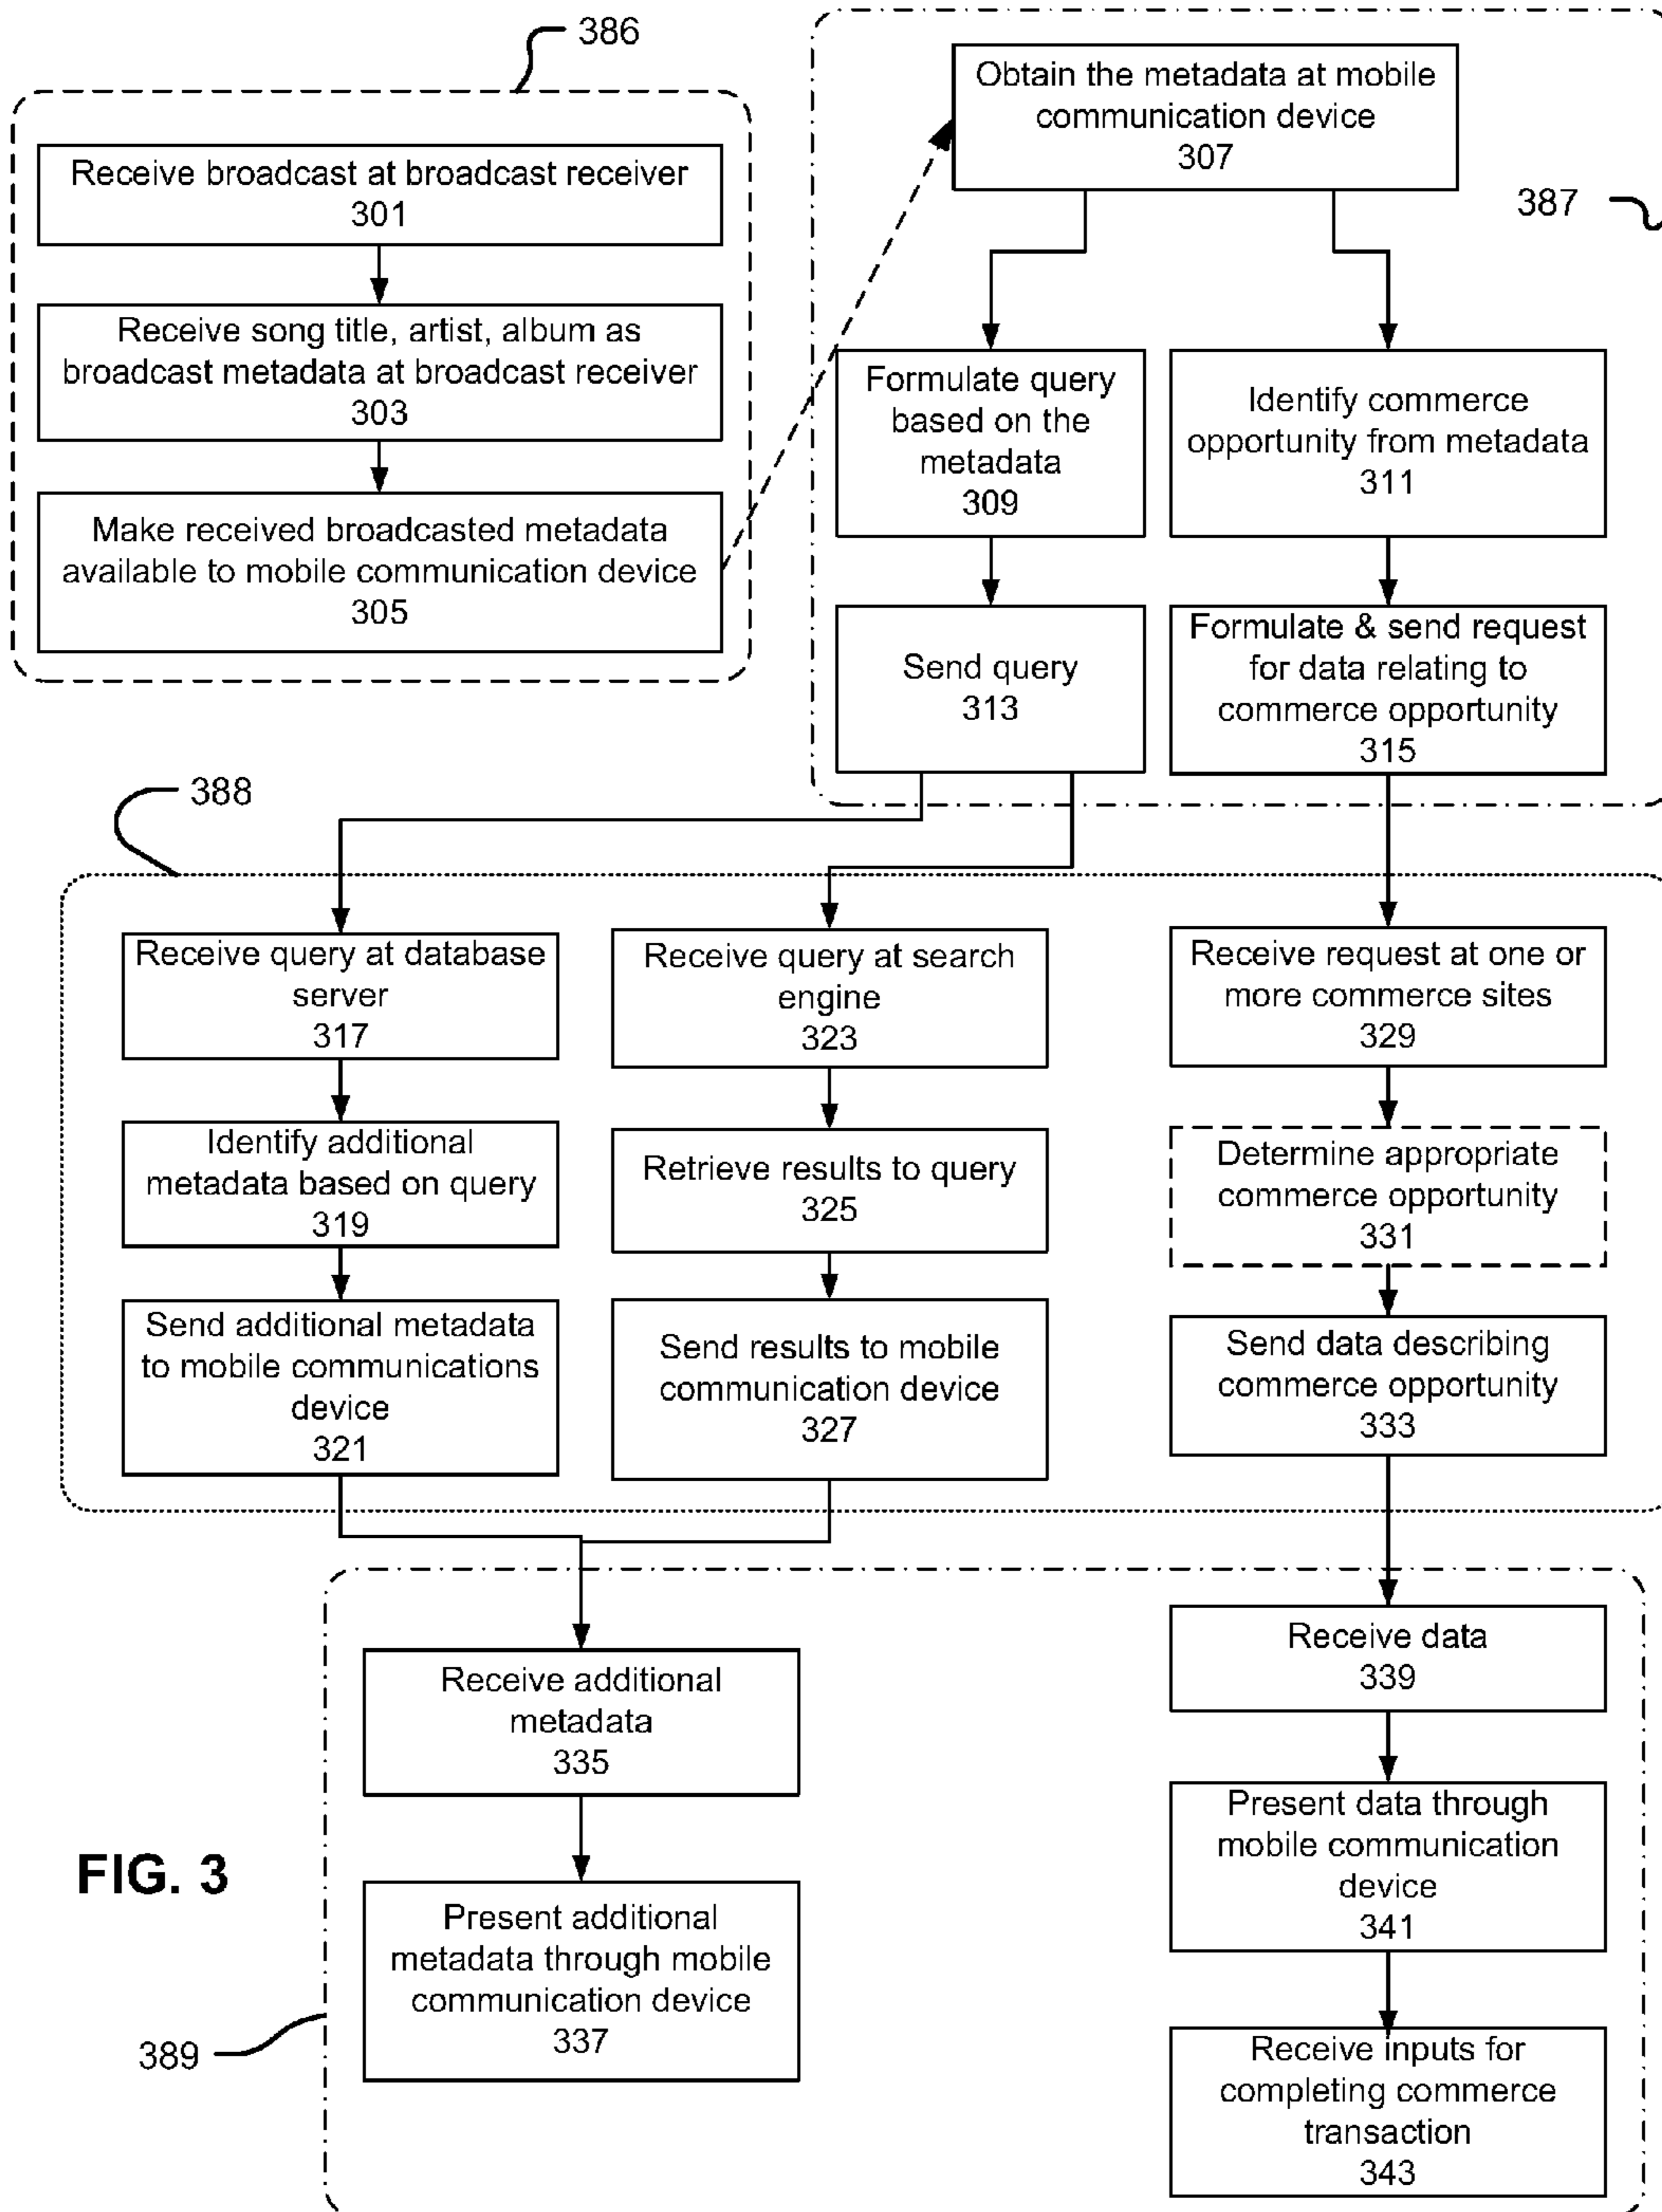 386
Receive broadcast at broadcast receiver
301
Receive song title, artist, album as
broadcast metadata at broadcast receiver
303
Make received broadcasted metadata
available to mobile communication device
305
Obtain the metadata at mobile
communication device
307
387
Formulate query
based on the
metadata
309
Identify commerce
opportunity from metadata
311
Send query
313
Formulate & send request
for data relating to
commerce opportunity
315
388
Receive query at database
server
317
Identify additional
metadata based on query
319
Send additional metadata
to mobile communications
device
321
Receive query at search
engine
323
Retrieve results to query
325
Send results to mobile
communication device
327
Receive request at one or
more commerce sites
329
Determine appropriate
commerce opportunity
331
Send data describing
commerce opportunity
333
Receive additional
metadata
335
Present additional
metadata through mobile
communication device
337
Receive data
339
Present data through
mobile communication
device
341
Receive inputs for
completing commerce
transaction
343
FIG. 3
389